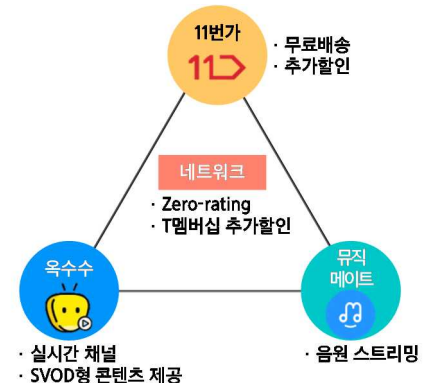 11번가
11
· 무료배송
· 추가할인
네트워크
· Zero-rating
· T멤버십 추가할인
옥수수
뮤직
메이트
· 실시간 채널
· SVOD형 콘텐츠 제공
· 음원 스트리밍